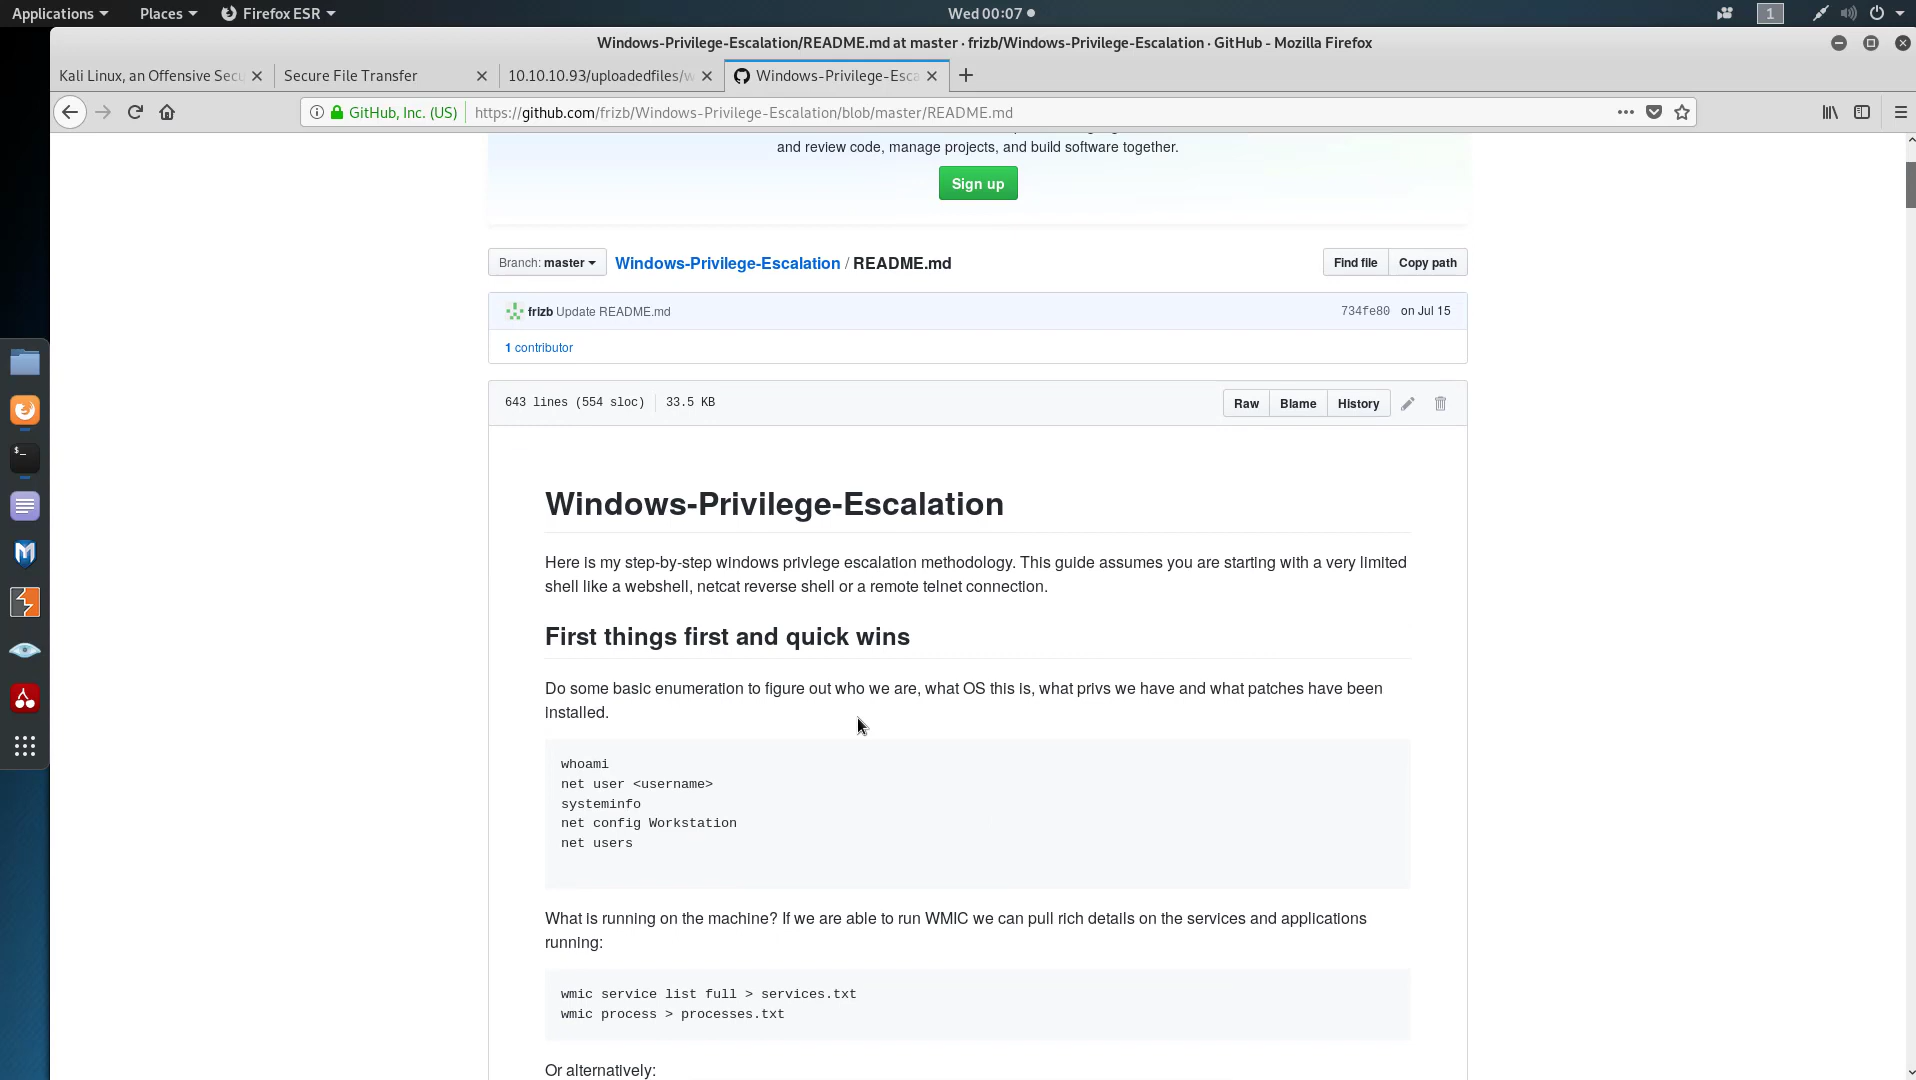 Applications Places Firefox ESR Wed 00:07 1
Windows-Privilege-Escalation/README.md at master · frizb/Windows-Privilege-Escalation · GitHub - Mozilla Firefox
Kali Linux, an Offensive Secu Secure File Transfer 10.10.10.93/uploadedfiles/w Windows-Privilege-Esca
GitHub, Inc. (US) https://github.com/frizb/Windows-Privilege-Escalation/blob/master/README.md
and review code, manage projects, and build software together.
Sign up
Branch: master Windows-Privilege-Escalation / README.md Find file Copy path
frizb Update README.md 734fe80 on Jul 15
1 contributor
643 lines (554 sloc) 33.5 KB Raw Blame History
Windows-Privilege-Escalation
Here is my step-by-step windows privlege escalation methodology. This guide assumes you are starting with a very limited
shell like a webshell, netcat reverse shell or a remote telnet connection.
First things first and quick wins
Do some basic enumeration to figure out who we are, what OS this is, what privs we have and what patches have been
installed.
whoami
net user <username>
systeminfo
net config Workstation
net users
What is running on the machine? If we are able to run WMIC we can pull rich details on the services and applications
running:
wmic service list full > services.txt
wmic process > processes.txt
Or alternatively: